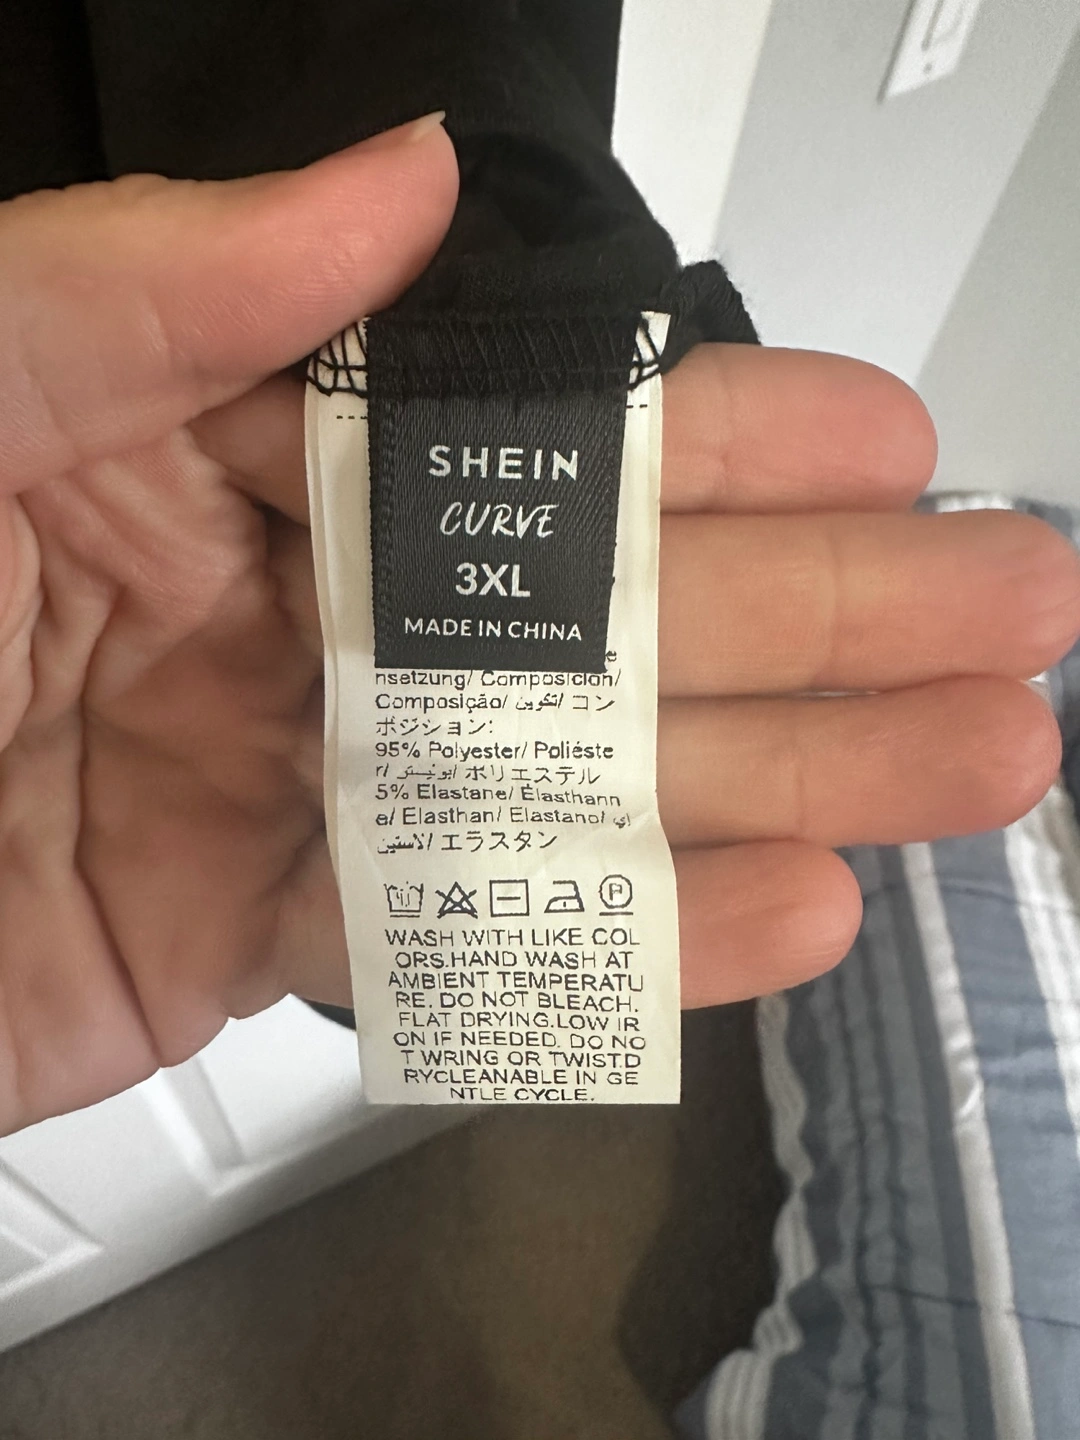 SHEIN
CURVE
3XL
MADE IN CHINA
nsetzung/ Composición/
Composição/ تكوين/ コン
ポジション:
95% Polyester/ Poliéste
r/ ポリエステル
5% Elastane/ Élasthann
e/ Elasthan/ Elastano/ إي
لاستين/ エラスタン
P
WASH WITH LIKE COL
ORS.HAND WASH AT
AMBIENT TEMPERATU
RE. DO NOT BLEACH.
FLAT DRYING.LOW IR
ON IF NEEDED. DO NO
T WRING OR TWIST.D
RYCLEANABLE IN GE
NTLE CYCLE.